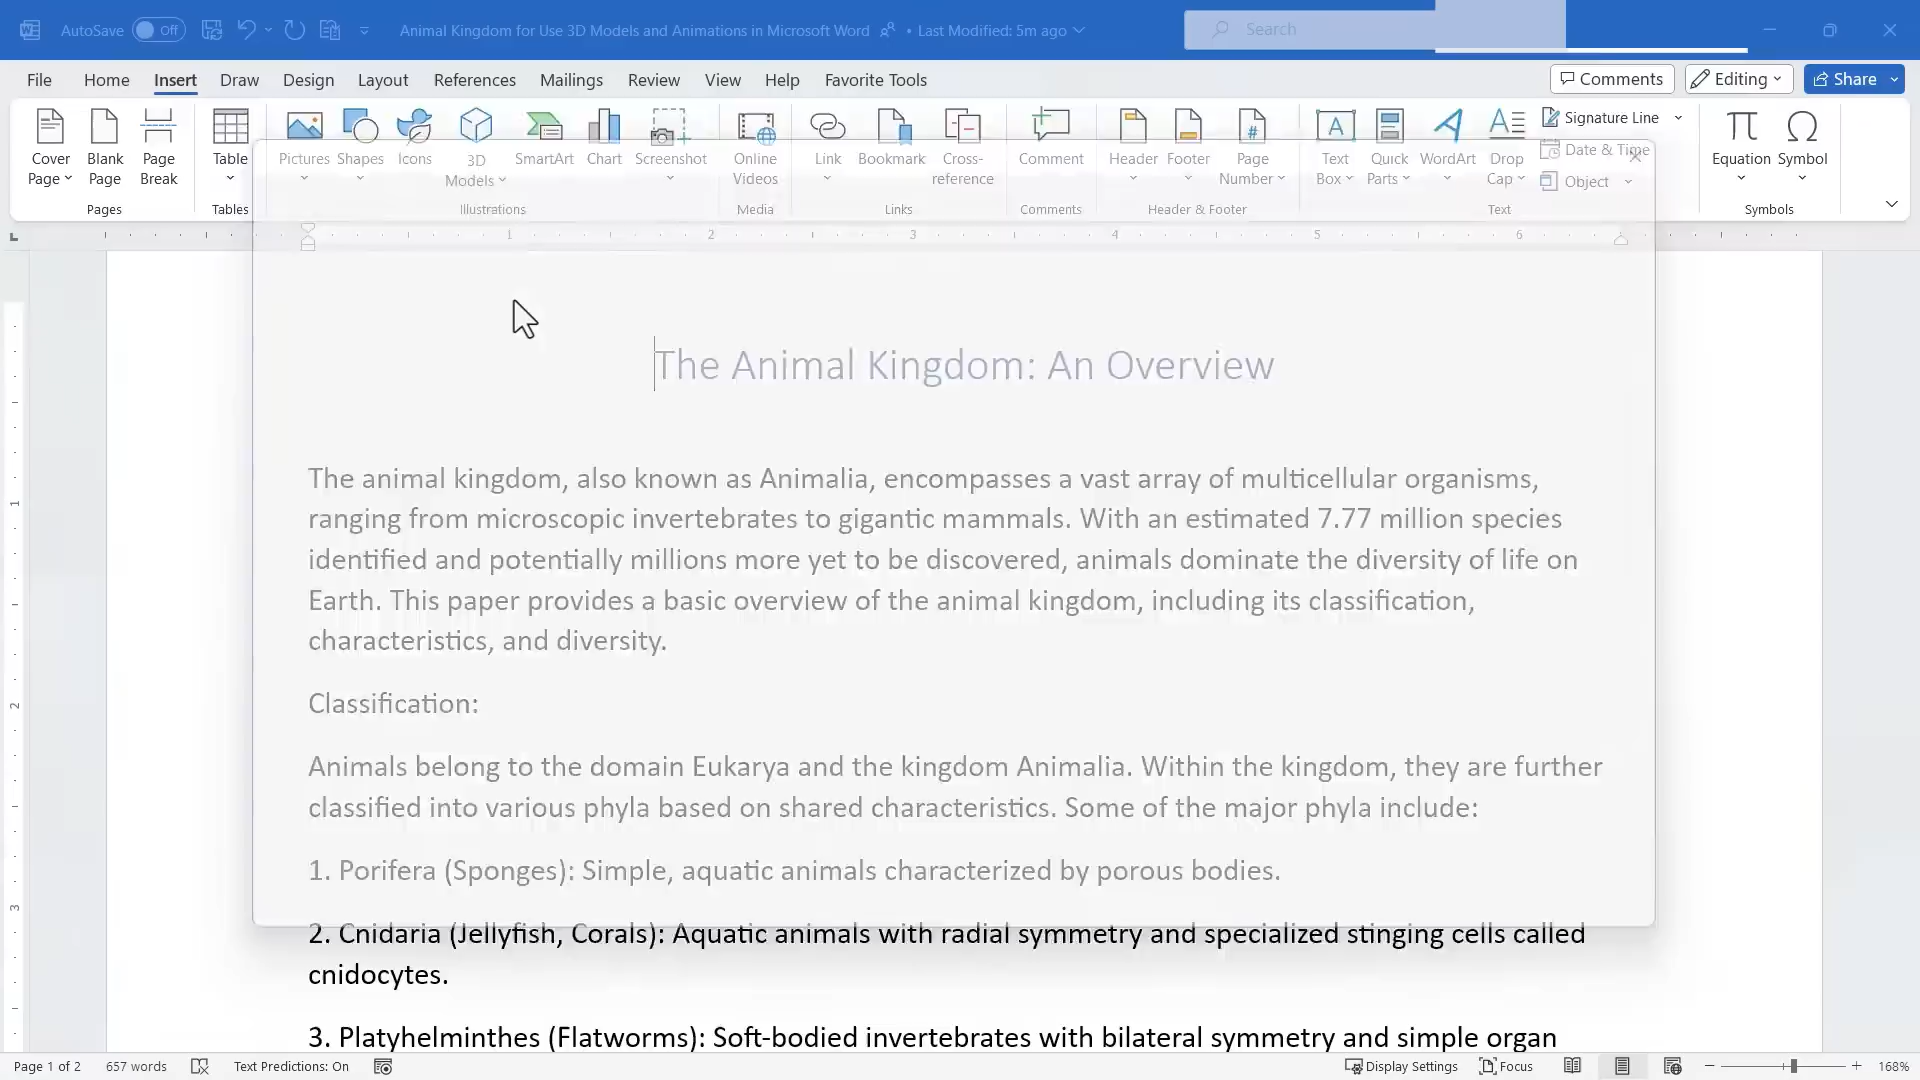 AutoSave Off Animal Kingdom for Use 3D Models and Animations in Microsoft Word • Last Modified: 5m ago Search
File Home Insert Draw Design Layout References Mailings Review View Help Favorite Tools Comments Editing Share
Cover Page Blank Page Page Break Table Pictures Shapes Icons 3D Models SmartArt Chart Screenshot Online Videos Link Bookmark Cross-reference Comment Header Footer Page Number Text Box Quick Parts WordArt Drop Cap Signature Line Date & Time Object Equation Symbol
Pages Tables Illustrations Media Links Comments Header & Footer Text Symbols
1 2 3 4 5 6
The Animal Kingdom: An Overview
The animal kingdom, also known as Animalia, encompasses a vast array of multicellular organisms,
ranging from microscopic invertebrates to gigantic mammals. With an estimated 7.77 million species
identified and potentially millions more yet to be discovered, animals dominate the diversity of life on
Earth. This paper provides a basic overview of the animal kingdom, including its classification,
characteristics, and diversity.
Classification:
Animals belong to the domain Eukarya and the kingdom Animalia. Within the kingdom, they are further
classified into various phyla based on shared characteristics. Some of the major phyla include:
1. Porifera (Sponges): Simple, aquatic animals characterized by porous bodies.
2. Cnidaria (Jellyfish, Corals): Aquatic animals with radial symmetry and specialized stinging cells called
cnidocytes.
3. Platyhelminthes (Flatworms): Soft-bodied invertebrates with bilateral symmetry and simple organ
1
2
3
Page 1 of 2 657 words Text Predictions: On Display Settings Focus 168%